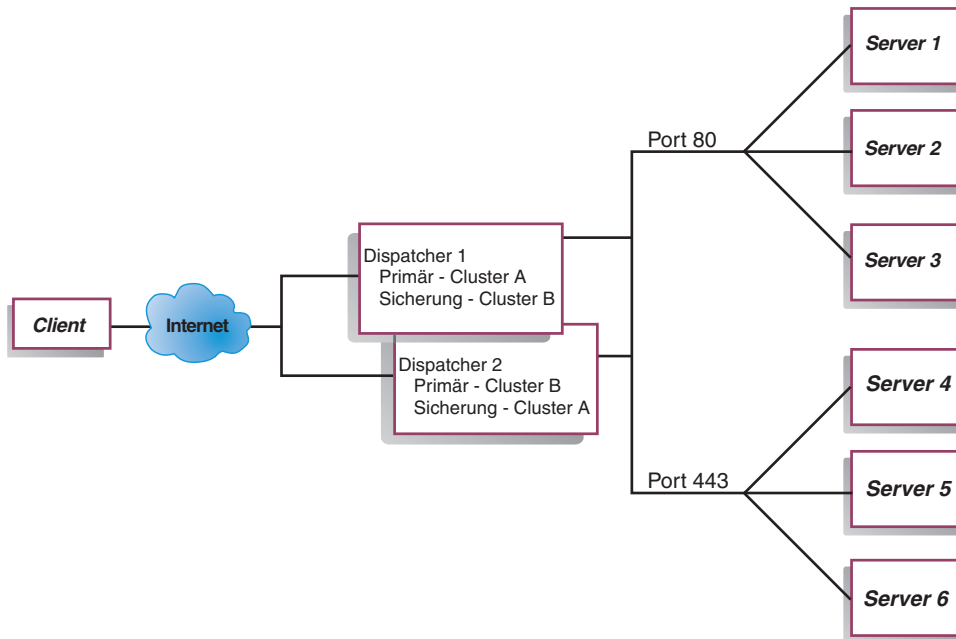 Client
Internet
Dispatcher 1
Primär - Cluster A
Sicherung - Cluster B
Dispatcher 2
Primär - Cluster B
Sicherung - Cluster A
Port 80
Server 1
Server 2
Server 3
Port 443
Server 4
Server 5
Server 6